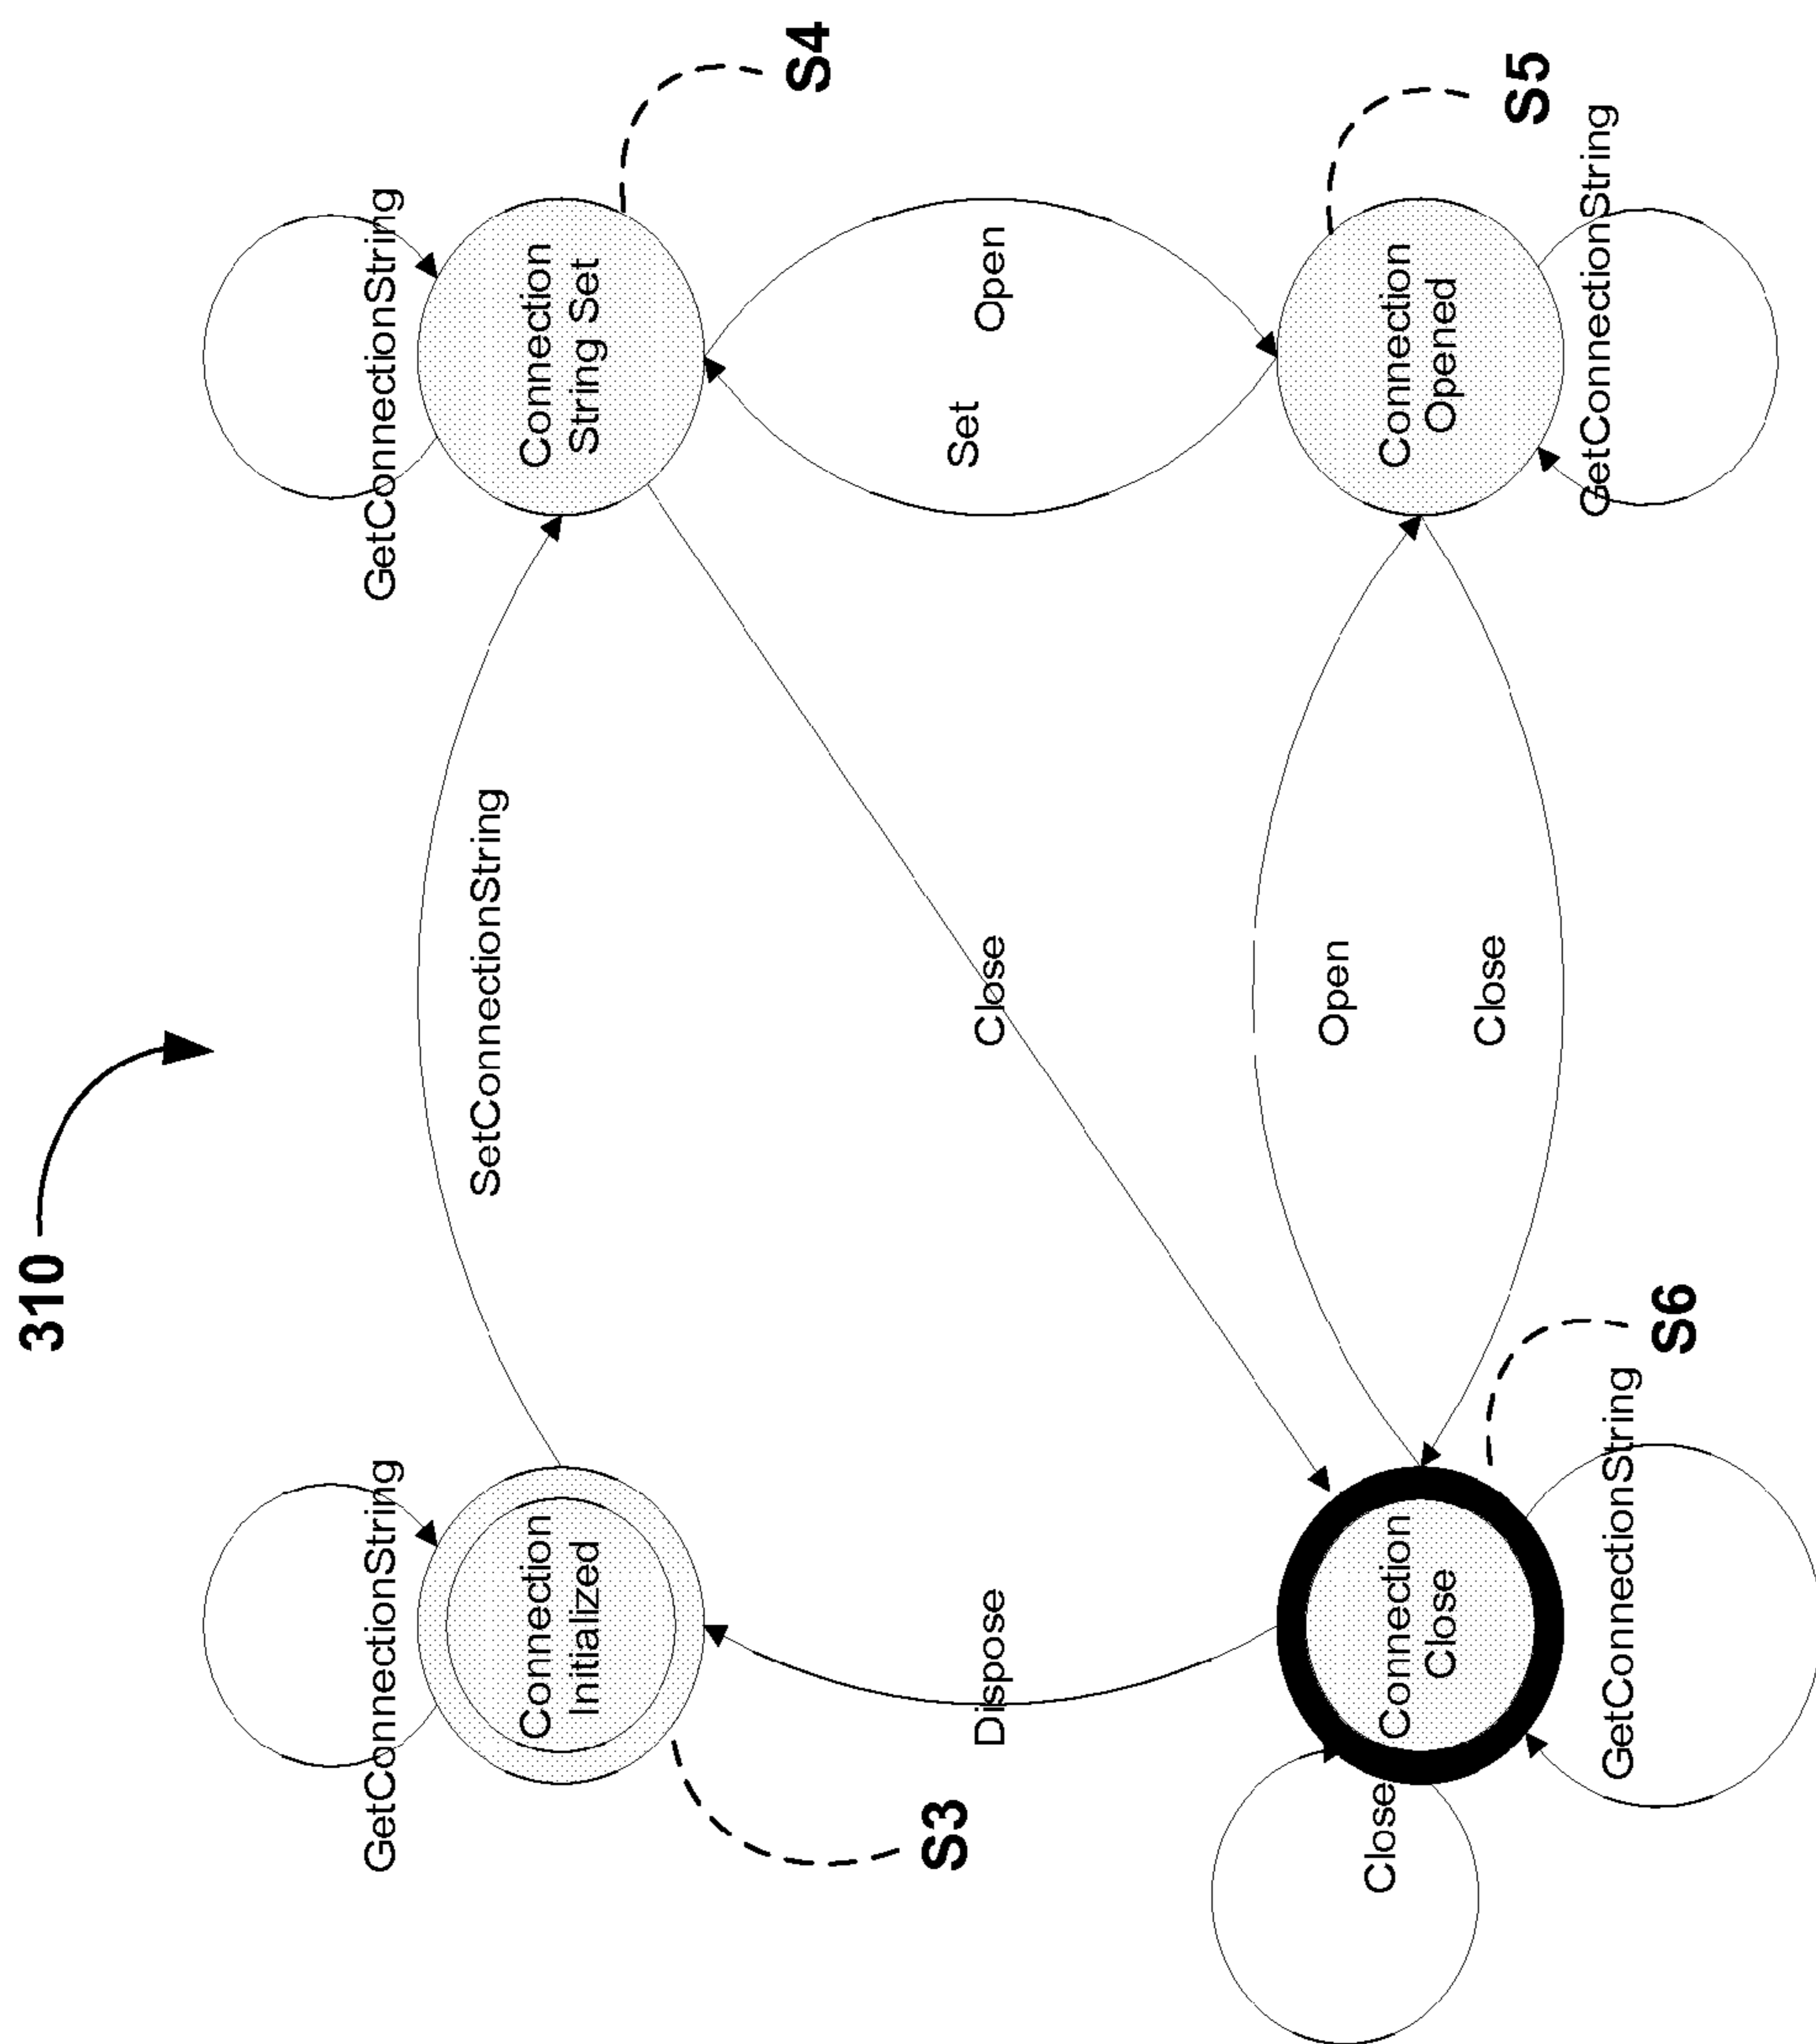 310
GetConnectionString
GetConnectionString
SetConnectionString
Connection
Initialized
Connection
String Set
S4
S3
Dispose
Close
Set
Open
Open
Close
Connection
Close
Connection
Opened
Close
S5
GetConnectionString
GetConnectionString
S6